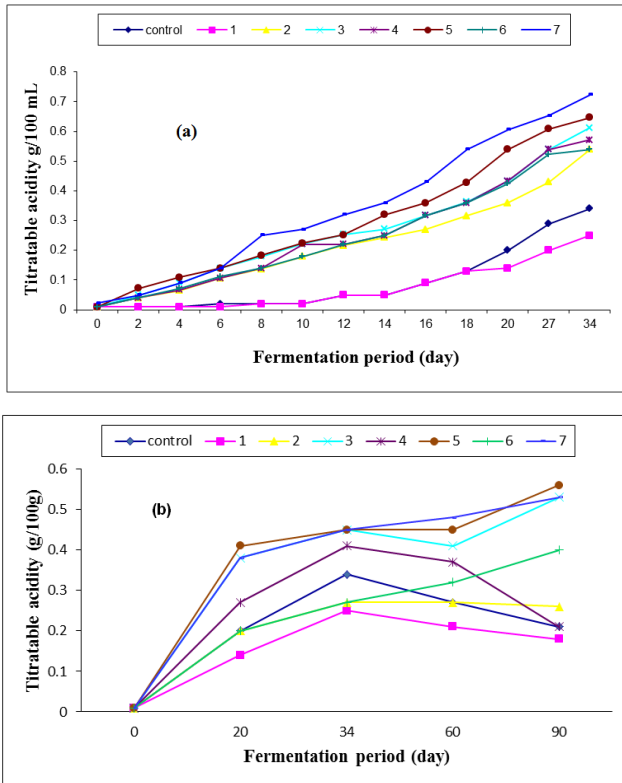 control 1 2 3 4 5 6 7
0.8
0.7
0.6
0.5
0.4
0.3
0.2
0.1
0
(a)
Titratable acidity g/100 mL
0 2 4 6 8 10 12 14 16 18 20 27 34
Fermentation period (day)
control 1 2 3 4 5 6 7
0.6
0.5
0.4
0.3
0.2
0.1
0
(b)
Titratable acidity (g/100g)
0 20 34 60 90
Fermentation period (day)